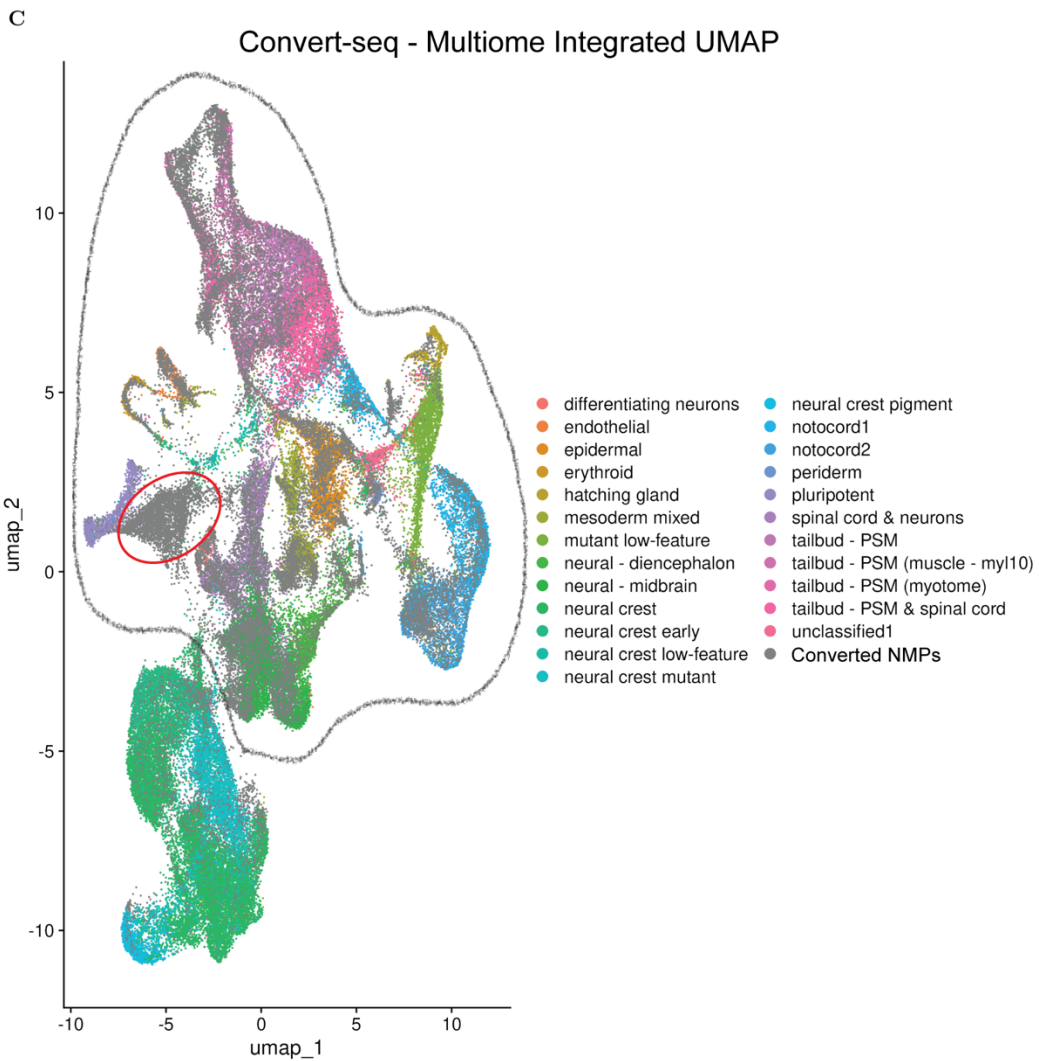 C
Convert-seq - Multiome Integrated UMAP
10
5
0
-5
-10
umap_2
-10 -5 0 5 10
umap_1
differentiating neurons
endothelial
epidermal
erythroid
hatching gland
mesoderm mixed
mutant low-feature
neural - diencephalon
neural - midbrain
neural crest
neural crest early
neural crest low-feature
neural crest mutant
neural crest pigment
notocord1
notocord2
periderm
pluripotent
spinal cord & neurons
tailbud - PSM
tailbud - PSM (muscle - myl10)
tailbud - PSM (myotome)
tailbud - PSM & spinal cord
unclassified1
Converted NMPs